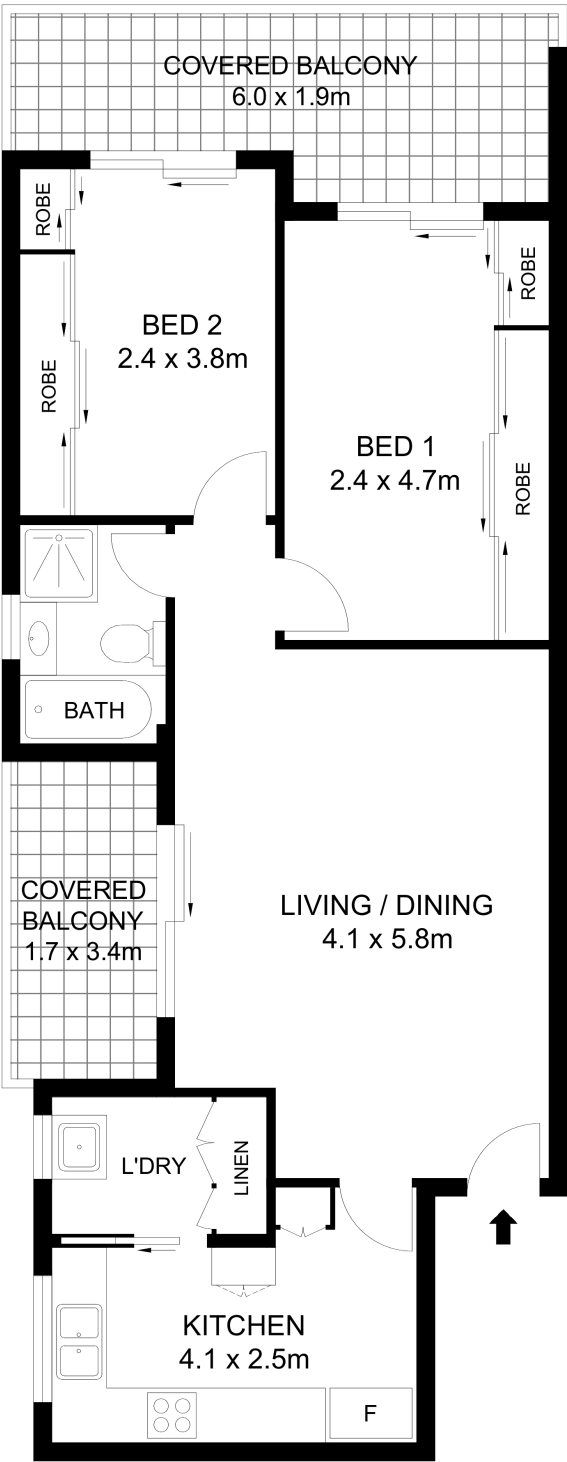 COVERED BALCONY
6.0 x 1.9m
ROBE
ROBE
BED 2
2.4 x 3.8m
ROBE
BED 1
2.4 x 4.7m
ROBE
BATH
COVERED
BALCONY
1.7 x 3.4m
LIVING / DINING
4.1 x 5.8m
L'DRY
LINEN
KITCHEN
4.1 x 2.5m
F